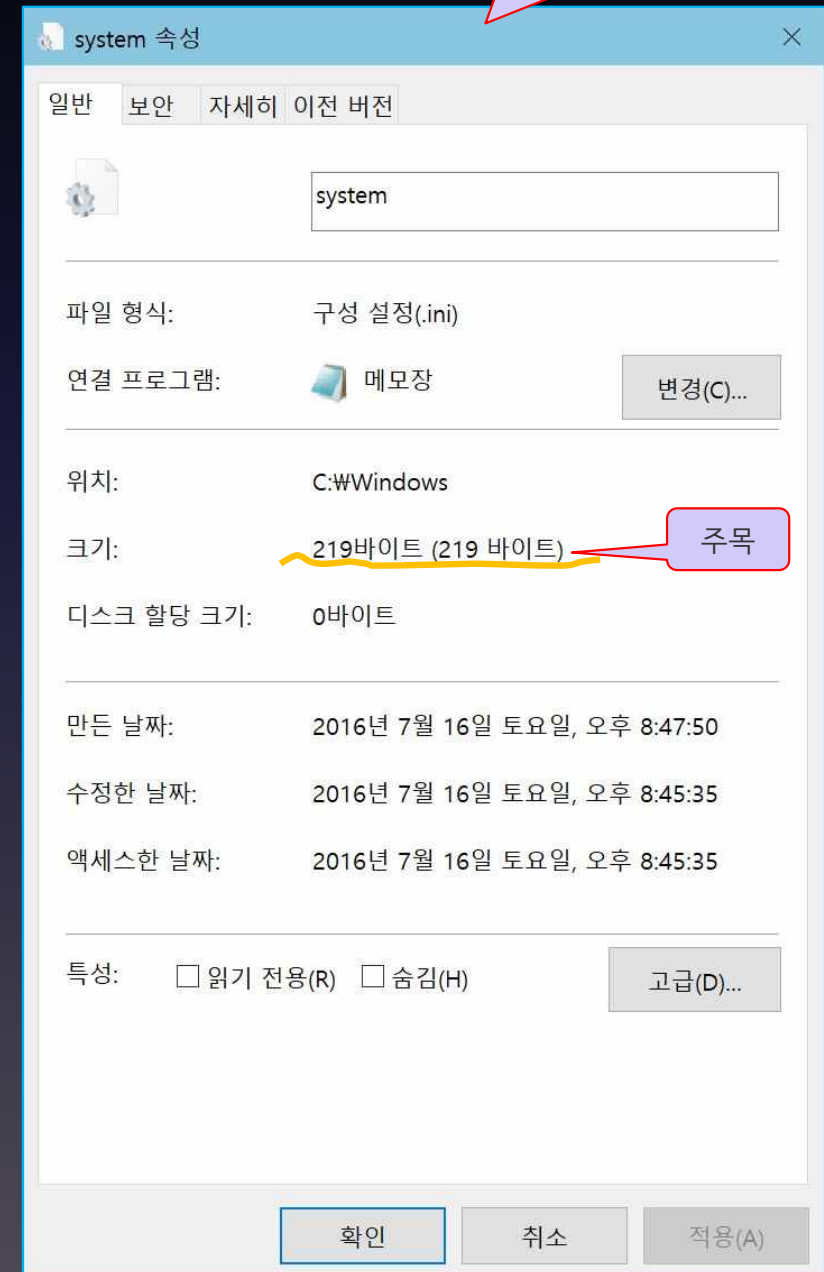 system 속성
일반 보안 자세히 이전 버전
system
파일 형식: 구성 설정(.ini)
연결 프로그램: 메모장 변경(C)...
위치: C:₩Windows
크기: 219바이트 (219 바이트) 주목
디스크 할당 크기: 0바이트
만든 날짜: 2016년 7월 16일 토요일, 오후 8:47:50
수정한 날짜: 2016년 7월 16일 토요일, 오후 8:45:35
액세스한 날짜: 2016년 7월 16일 토요일, 오후 8:45:35
특성: 읽기 전용(R) 숨김(H) 고급(D)...
확인 취소 적용(A)